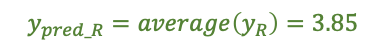 y_pred_R = average(y_R) = 3.85